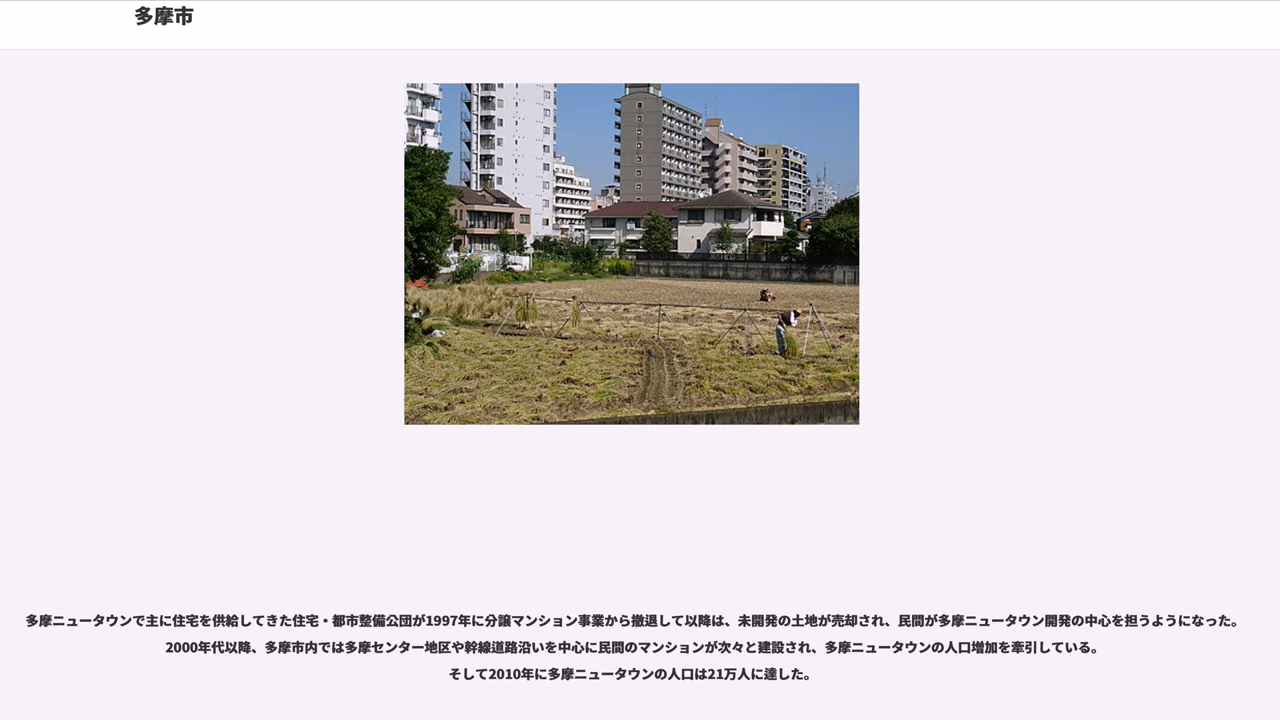 多摩市
多摩ニュータウンで主に住宅を供給してきた住宅・都市整備公団が1997年に分譲マンション事業から撤退して以降は、未開発の土地が売却され、民間が多摩ニュータウン開発の中心を担うようになった。
2000年代以降、多摩市内では多摩センター地区や幹線道路沿いを中心に民間のマンションが次々と建設され、多摩ニュータウンの人口増加を牽引している。
そして2010年に多摩ニュータウンの人口は21万人に達した。